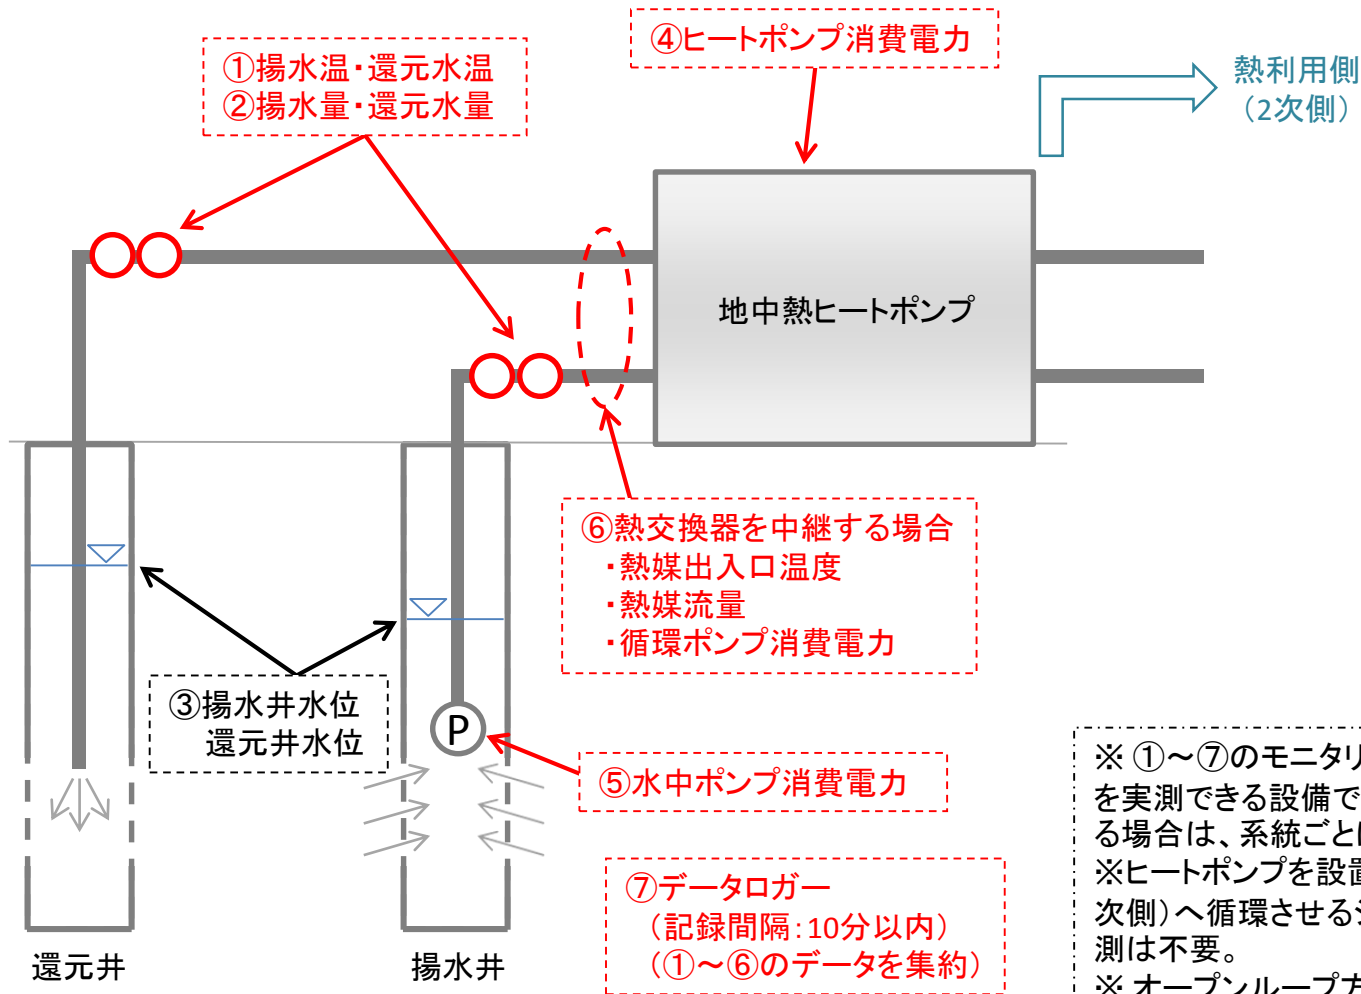 ④ヒートポンプ消費電力
①揚水温・還元水温
②揚水量・還元水量
熱利用側
（2次側）
地中熱ヒートポンプ
⑥熱交換器を中継する場合
・熱媒出入口温度
・熱媒流量
・循環ポンプ消費電力
③揚水井水位
還元井水位
P
⑤水中ポンプ消費電力
⑦データロガー
（記録間隔：10分以内）
（①～⑥のデータを集約）
還元井
揚水井
※ ①～⑦のモニタリ
を実測できる設備で
る場合は、系統ごと
※ヒートポンプを設置
次側）へ循環させる
測は不要。
※ オープンループ方